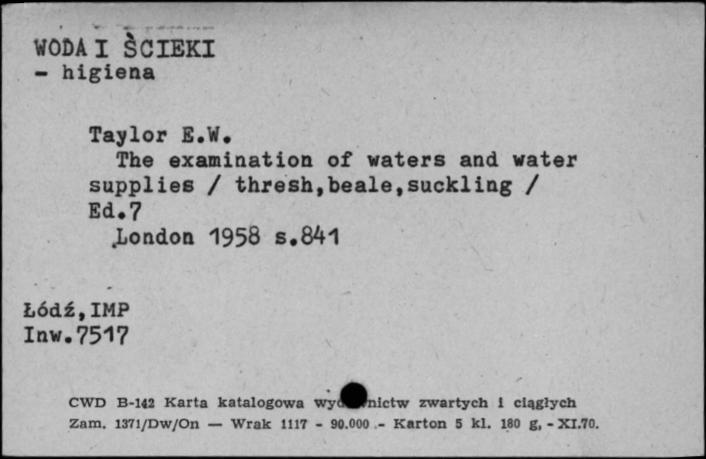 WODA I ŚCIEKI
- higiena
Taylor E.W.
The examination of waters and water
supplies / thresh,beale,suckling /
Ed.7
London 1958 s.841
Łódź,IMP
Inw.7517
CWD B-142 Karta katalogowa zwartych i ciągłych
Zam. 1371/Dw/On — Wrak 1117 - 90.000 - Karton 5 kl. 180 g, - XI.70.